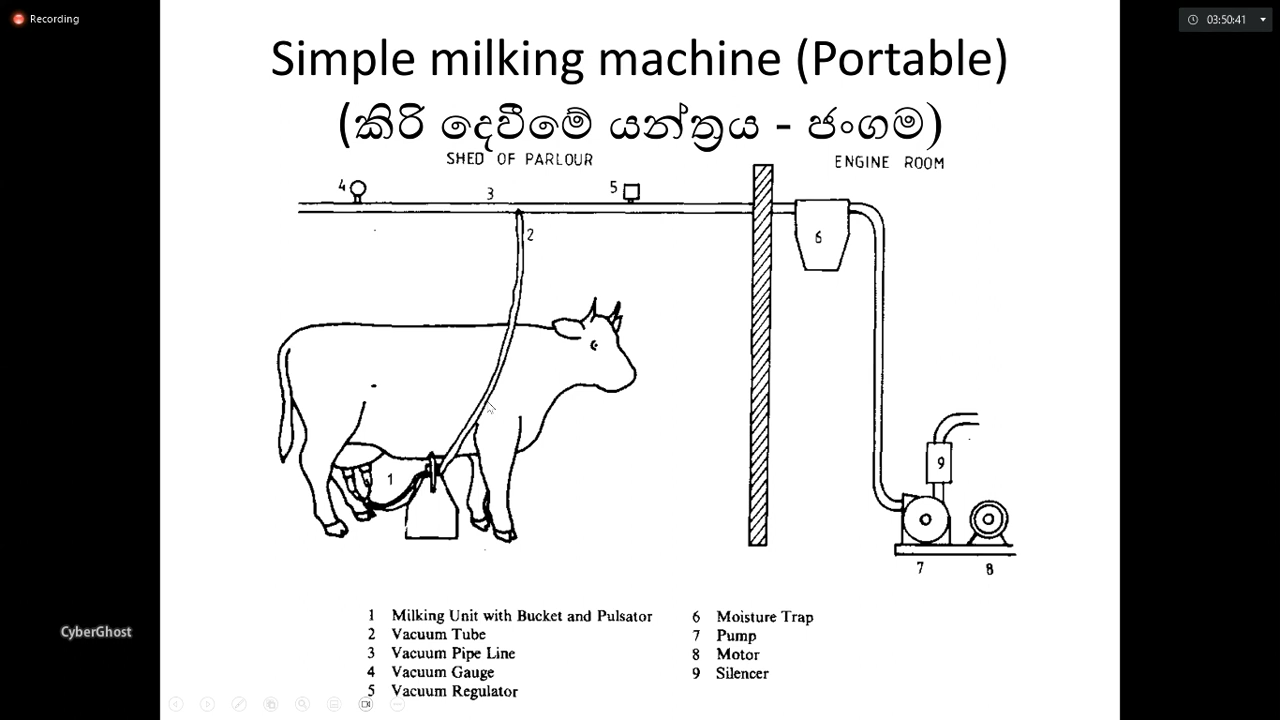 Recording
03:50:41
Simple milking machine (Portable)
(කිරි දෙවීමේ යන්ත්‍රය - ජංගම)
SHED OF PARLOUR
ENGINE ROOM
4
3
5
2
6
1
9
7
8
1 Milking Unit with Bucket and Pulsator
2 Vacuum Tube
3 Vacuum Pipe Line
4 Vacuum Gauge
5 Vacuum Regulator
6 Moisture Trap
7 Pump
8 Motor
9 Silencer
CyberGhost